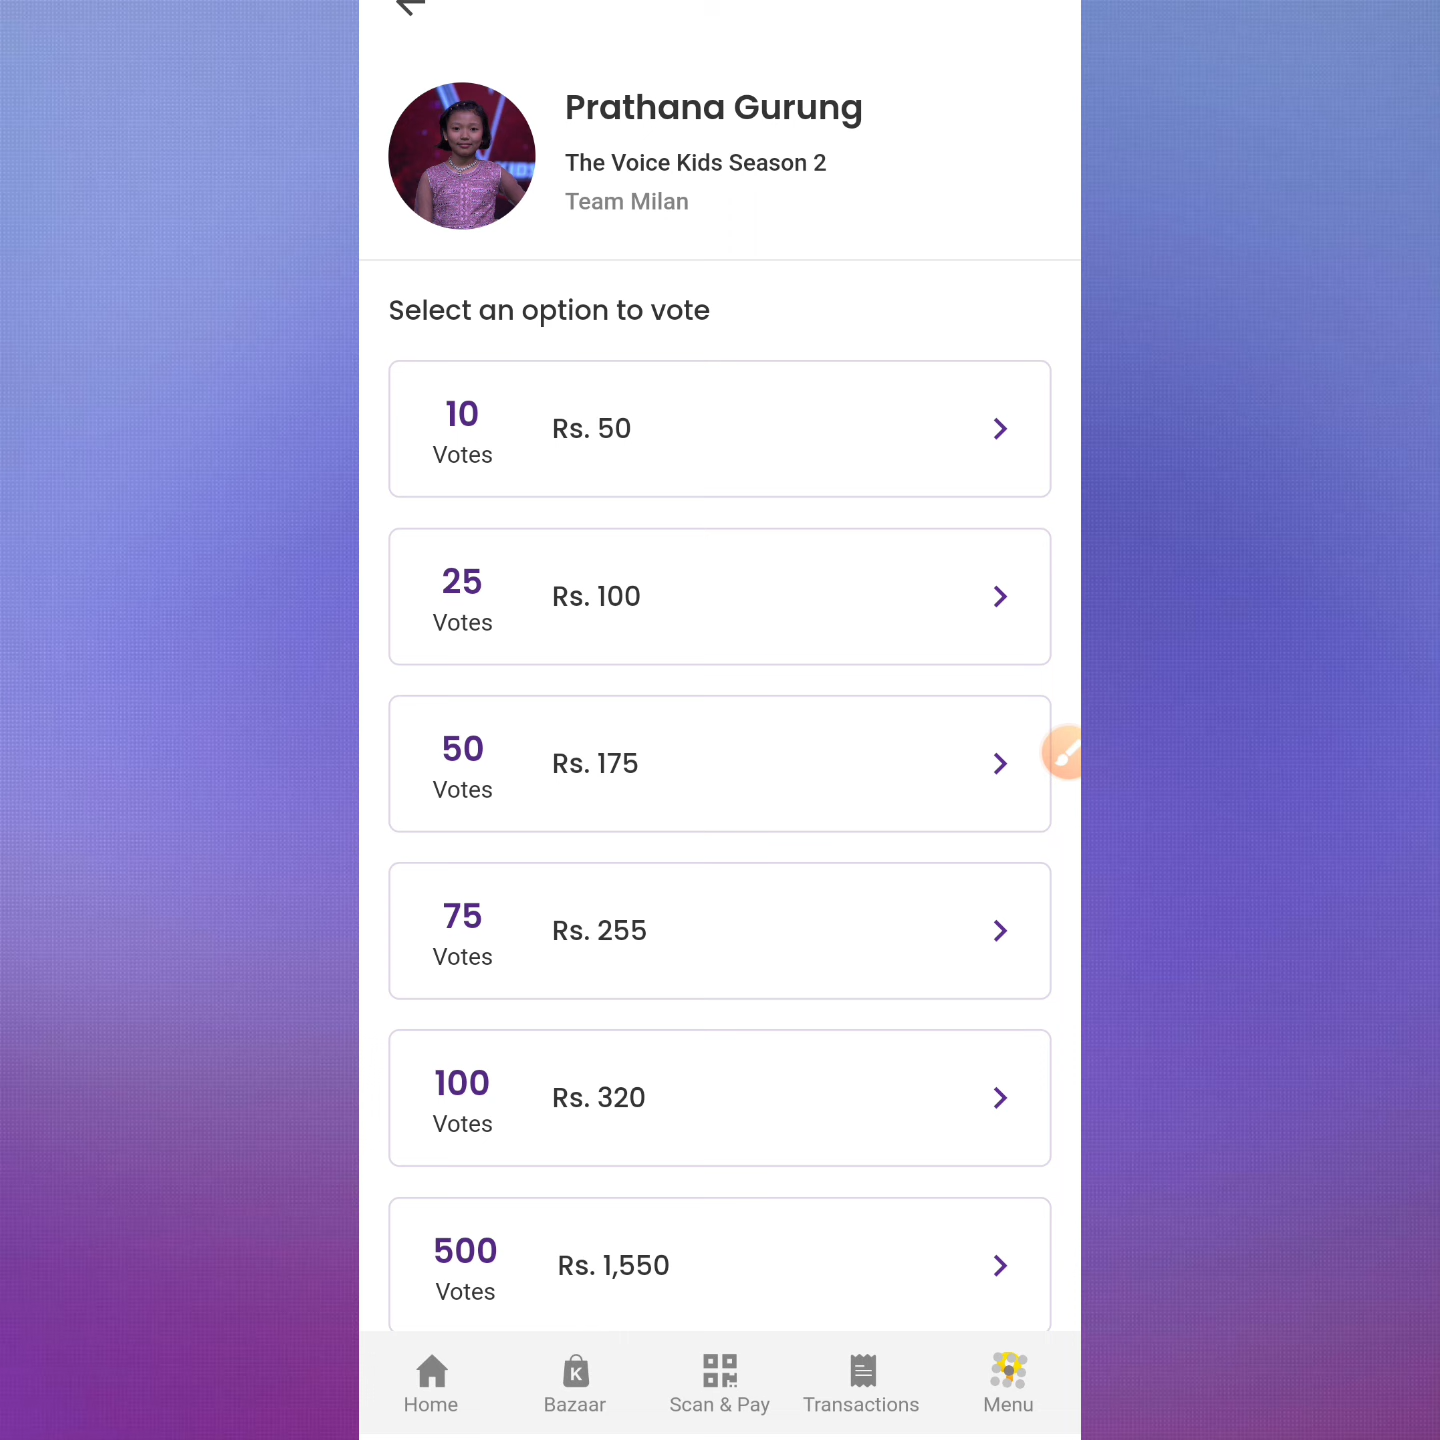 Prathana Gurung
The Voice Kids Season 2
Team Milan
Select an option to vote
10
Votes
Rs. 50
25
Votes
Rs. 100
50
Votes
Rs. 175
75
Votes
Rs. 255
100
Votes
Rs. 320
500
Votes
Rs. 1,550
K
Home
Bazaar
Scan & Pay
Transactions
Menu